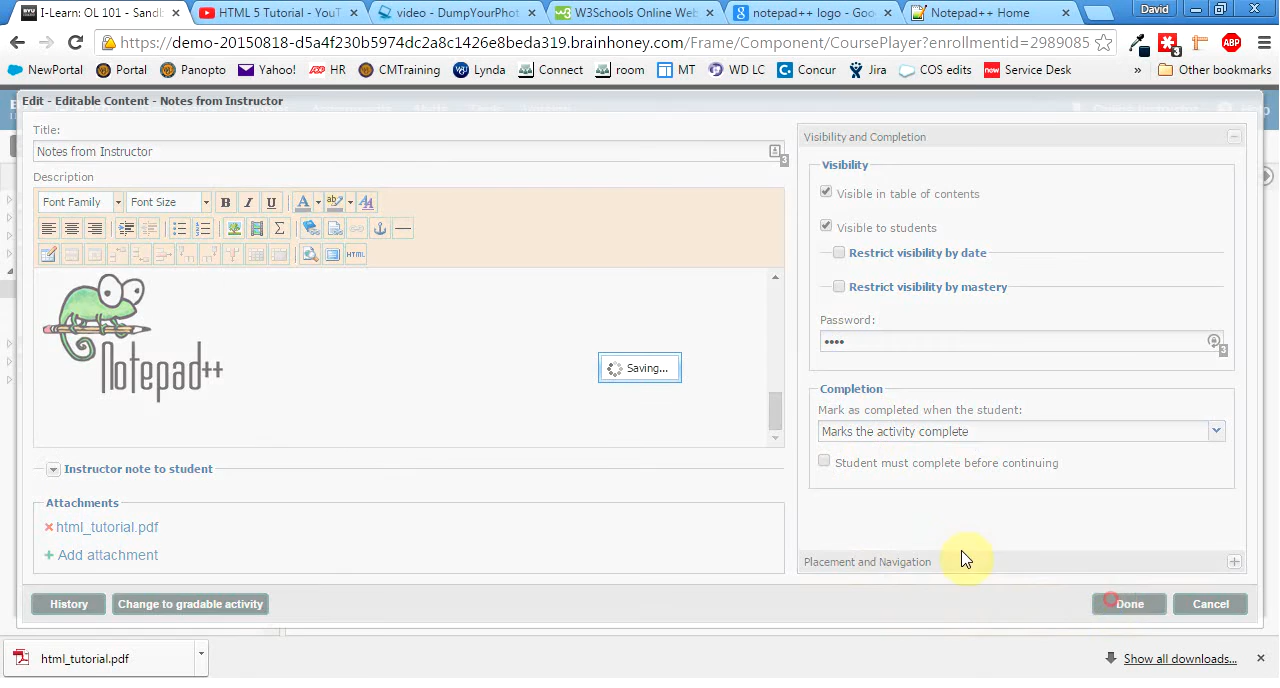 I-Learn: OL 101 - Sandb
HTML 5 Tutorial - YouT
video - DumpYourPhot
W3Schools Online Web
notepad++ logo - Goo
Notepad++ Home
David
https://demo-20150818-d5a4f230b5974dc2a8cd26a3be8c319.brainhoney.com/Frame/Component/CoursePlayer?enrollmentid=2989085
NewPortal
Portal
Panopto
Yahoo!
HR
CMTraining
Lynda
Connect
room
MT
WD LC
Concur
Jira
COS edits
Service Desk
»
Other bookmarks
Edit - Editable Content - Notes from Instructor
Title:
Notes from Instructor
Description
Font Family
Font Size
B I U
HTML
Notepad++
Saving...
Instructor note to student
Attachments
html_tutorial.pdf
+ Add attachment
Visibility and Completion
Visibility
Visible in table of contents
Visible to students
Restrict visibility by date
Restrict visibility by mastery
Password:
••••
Completion
Mark as completed when the student:
Marks the activity complete
Student must complete before continuing
Placement and Navigation
History
Change to gradable activity
Done
Cancel
html_tutorial.pdf
Show all downloads...